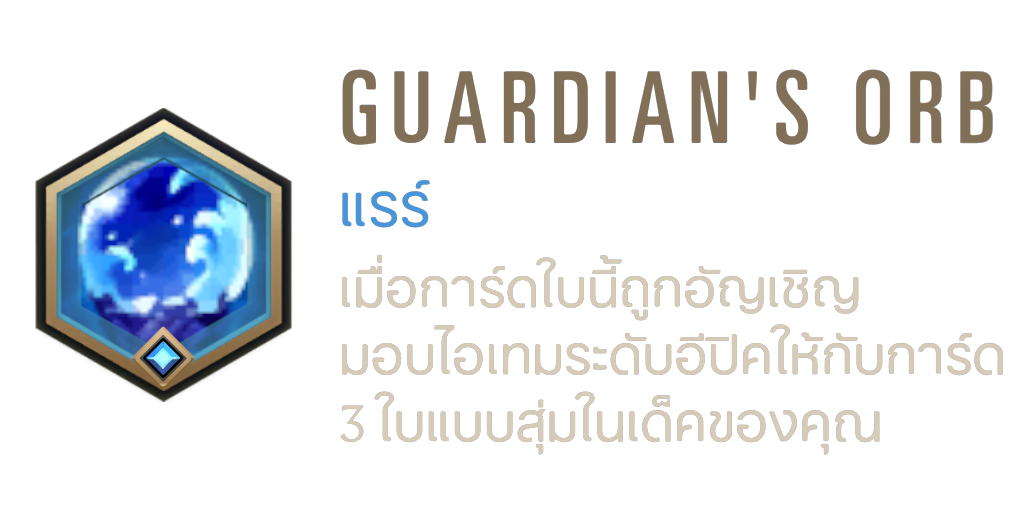 GUARDIAN'S ORB
แรร์
เมื่อการ์ดใบนี้ถูกอัญเชิญ
มอบไอเทมระดับอีปิคให้กับการ์ด
3 ใบแบบสุ่มในเด็คของคุณ